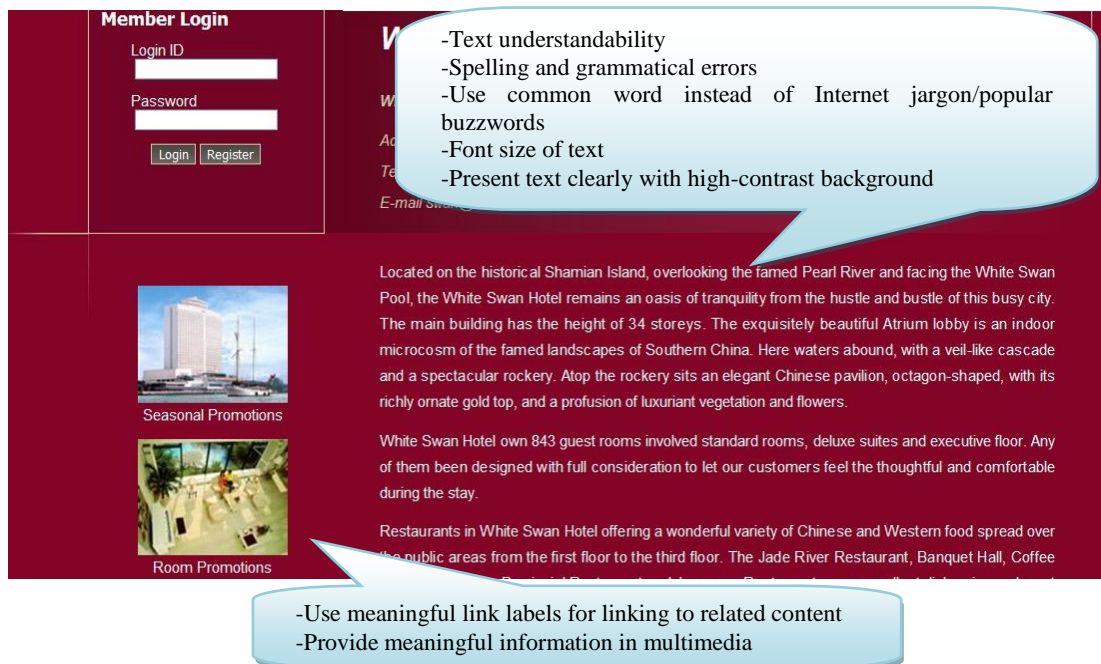 Member Login
Login ID
Password
Login Register
-Text understandability
-Spelling and grammatical errors
-Use common word instead of Internet jargon/popular
buzzwords
-Font size of text
-Present text clearly with high-contrast background
E-mail
Located on the historical Shamian Island, overlooking the famed Pearl River and facing the White Swan
Pool, the White Swan Hotel remains an oasis of tranquility from the hustle and bustle of this busy city.
The main building has the height of 34 storeys. The exquisitely beautiful Atrium lobby is an indoor
microcosm of the famed landscapes of Southern China. Here waters abound, with a veil-like cascade
and a spectacular rockery. Atop the rockery sits an elegant Chinese pavilion, octagon-shaped, with its
richly ornate gold top, and a profusion of luxuriant vegetation and flowers.
White Swan Hotel own 843 guest rooms involved standard rooms, deluxe suites and executive floor. Any
of them been designed with full consideration to let our customers feel the thoughtful and comfortable
during the stay.
Restaurants in White Swan Hotel offering a wonderful variety of Chinese and Western food spread over
the public areas from the first floor to the third floor. The Jade River Restaurant, Banquet Hall, Coffee
Seasonal Promotions
Room Promotions
-Use meaningful link labels for linking to related content
-Provide meaningful information in multimedia